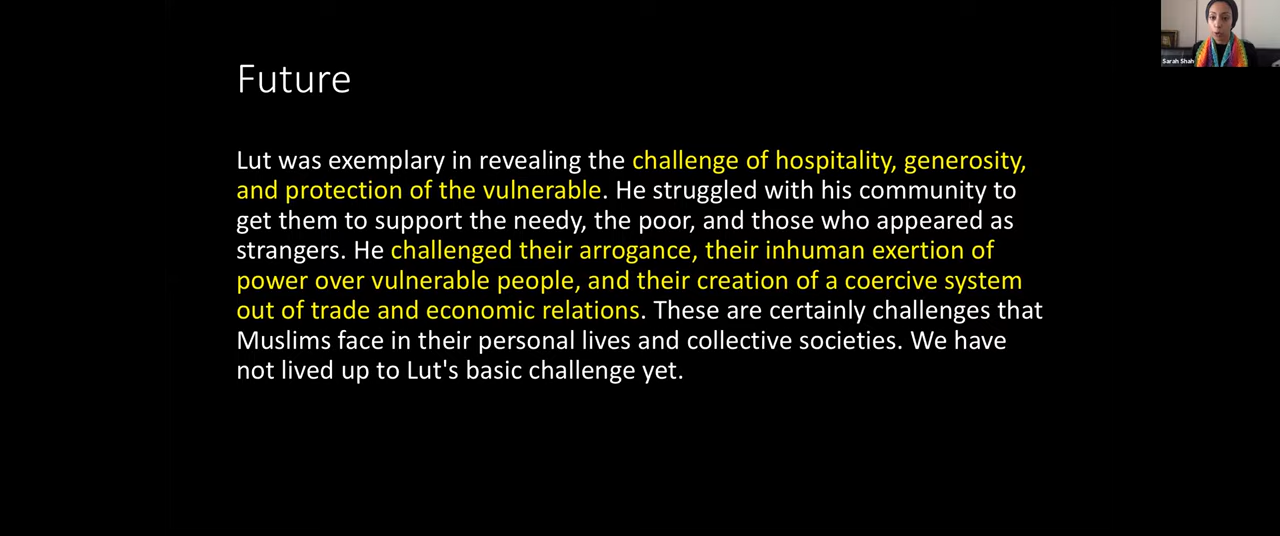 Sarah Shah
Future
Lut was exemplary in revealing the challenge of hospitality, generosity,
and protection of the vulnerable. He struggled with his community to
get them to support the needy, the poor, and those who appeared as
strangers. He challenged their arrogance, their inhuman exertion of
power over vulnerable people, and their creation of a coercive system
out of trade and economic relations. These are certainly challenges that
Muslims face in their personal lives and collective societies. We have
not lived up to Lut's basic challenge yet.